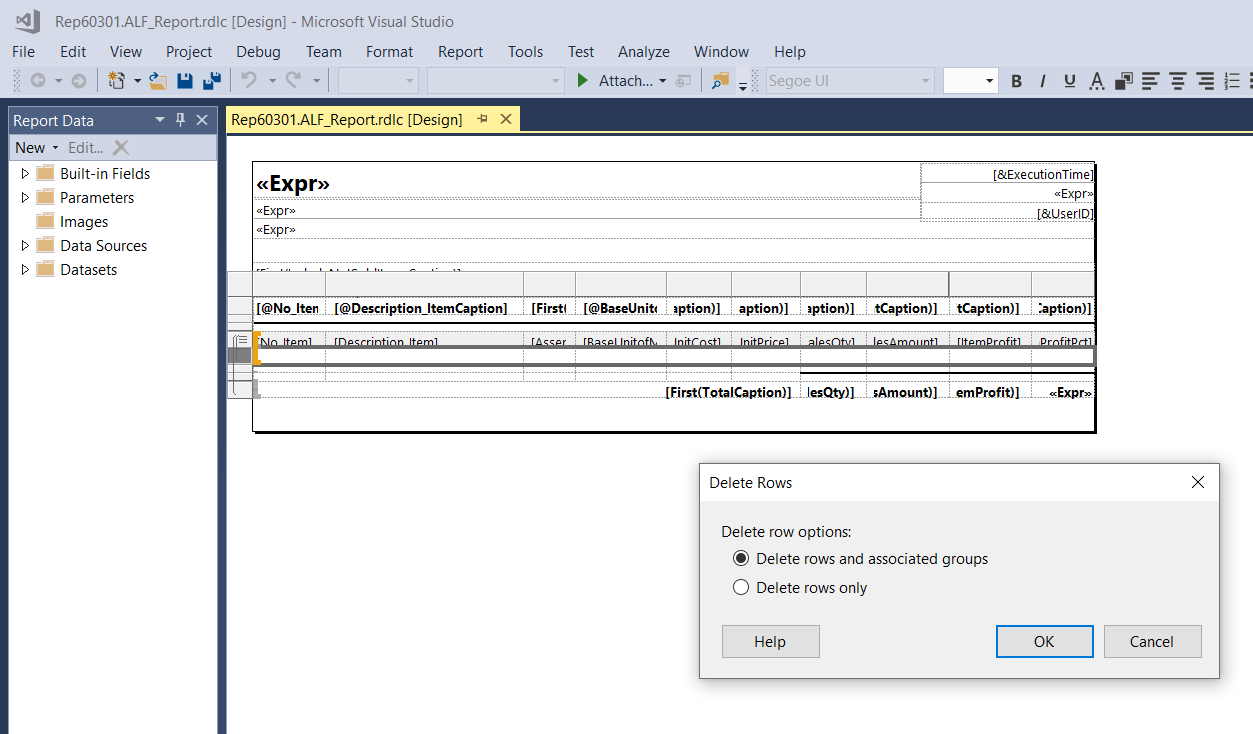 Rep60301.ALF_Report.rdlc [Design] - Microsoft Visual Studio
File Edit View Project Debug Team Format Report Tools Test Analyze Window Help
Attach... Segoe UI B I U A
Report Data
Rep60301.ALF_Report.rdlc [Design]
New Edit...
Built-in Fields
Parameters
Images
Data Sources
Datasets
«Expr»
[&ExecutionTime]
«Expr»
[&UserID]
«Expr»
«Expr»
[@No_Iten [@Description_ItemCaption] [First( [@BaseUnito aption)] aption)] aption)] tCaption)] tCaption)] Caption)]
[No_Item] [Description_Item] [Asser [BaseUnitofM UnitCost] UnitPrice] alesQty)] lesAmount)] [ItemProfit)] ProfitPct)]
[First(TotalCaption)] lesQty)] sAmount)] emProfit)] «Expr»
Delete Rows
Delete row options:
Delete rows and associated groups
Delete rows only
Help OK Cancel